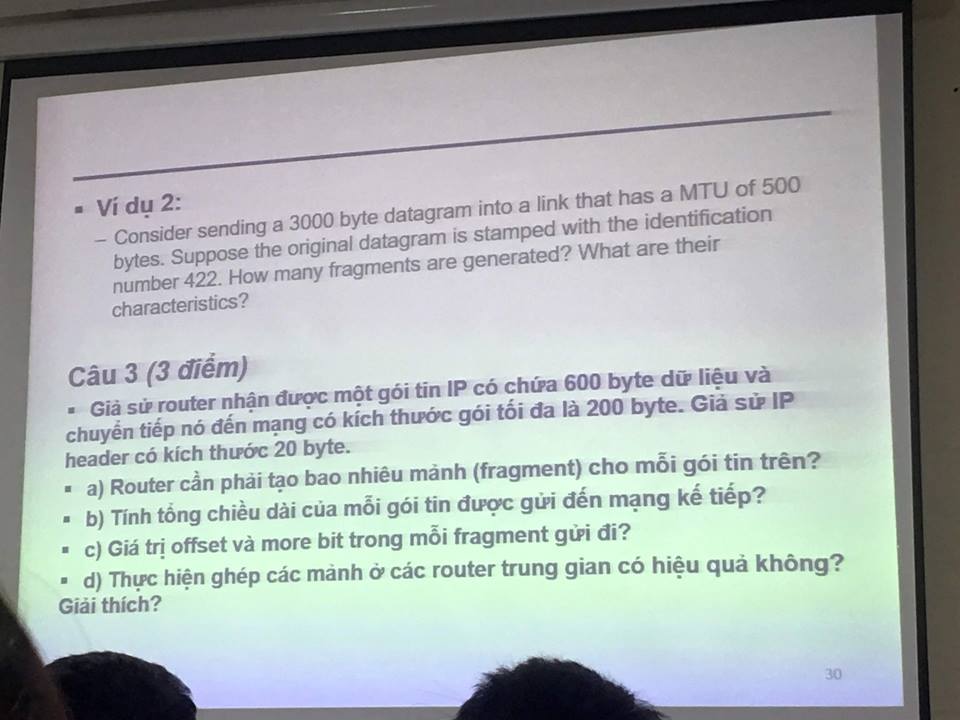 ▪ Ví dụ 2:
– Consider sending a 3000 byte datagram into a link that has a MTU of 500
bytes. Suppose the original datagram is stamped with the identification
number 422. How many fragments are generated? What are their
characteristics?
Câu 3 (3 điểm)
▪ Giả sử router nhận được một gói tin IP có chứa 600 byte dữ liệu và
chuyển tiếp nó đến mạng có kích thước gói tối đa là 200 byte. Giả sử IP
header có kích thước 20 byte.
▪ a) Router cần phải tạo bao nhiêu mảnh (fragment) cho mỗi gói tin trên?
▪ b) Tính tổng chiều dài của mỗi gói tin được gửi đến mạng kế tiếp?
▪ c) Giá trị offset và more bit trong mỗi fragment gửi đi?
▪ d) Thực hiện ghép các mảnh ở các router trung gian có hiệu quả không?
Giải thích?
30